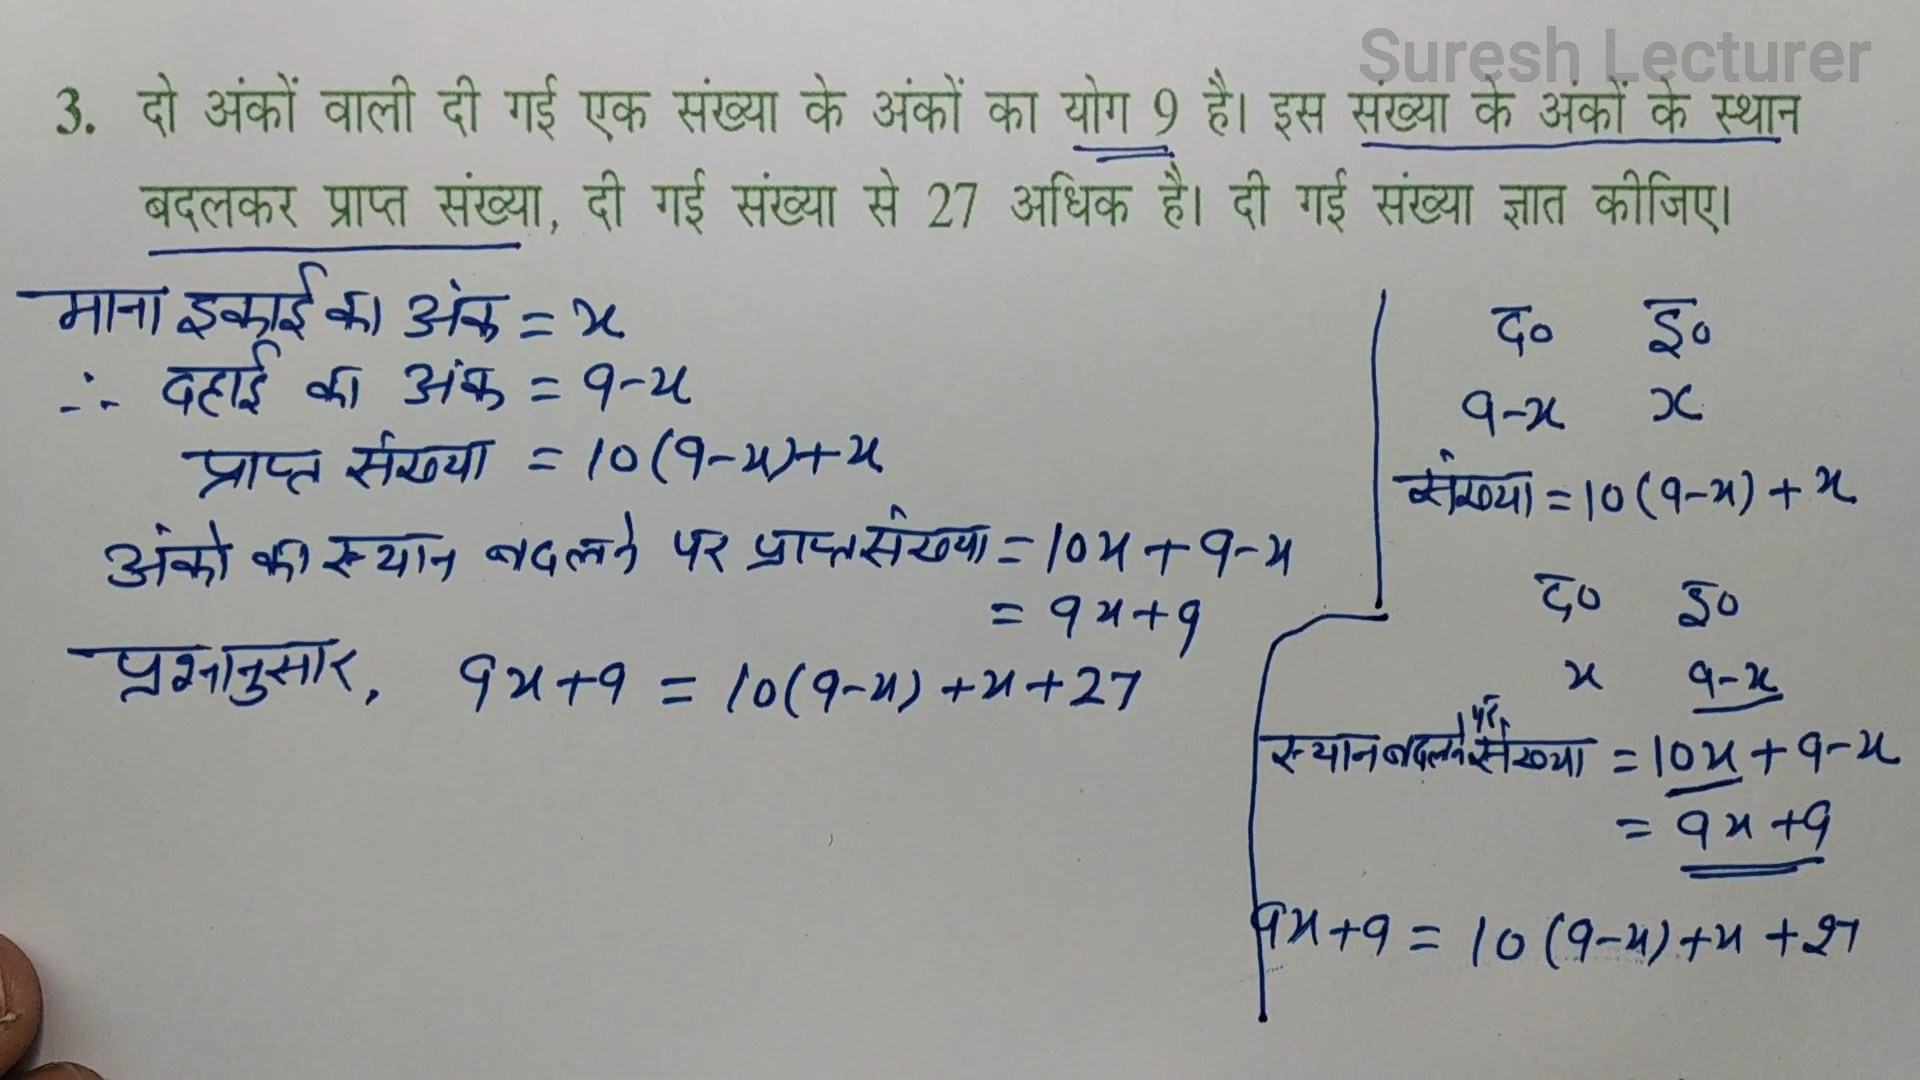 Suresh Lecturer
3. दो अंकों वाली दी गई एक संख्या के अंकों का योग 9 है। इस संख्या के अंकों के स्थान
बदलकर प्राप्त संख्या, दी गई संख्या से 27 अधिक है। दी गई संख्या ज्ञात कीजिए।
माना इकाई का अंक = x
∴ दहाई का अंक = 9-x
प्राप्त संख्या = 10(9-x)+x
अंको की स्थान बदलने पर प्राप्त संख्या = 10x + 9-x
= 9x+9
प्रश्नानुसार, 9x+9 = 10(9-x)+x+27
द० इ०
9-x x
संख्या = 10(9-x)+x
द० इ०
x 9-x
स्थान बदलने पर संख्या = 10x + 9-x
= 9x+9
9x+9 = 10(9-x)+x+27